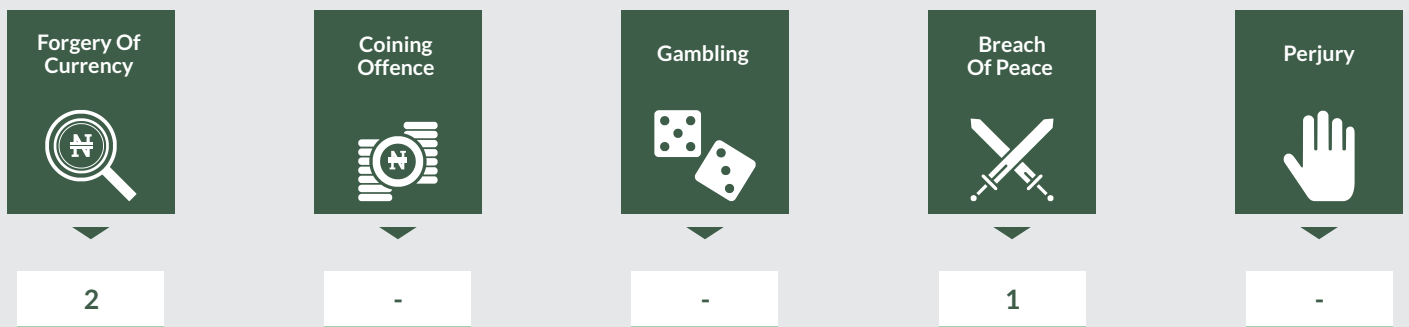 Forgery Of
Currency
Coining
Offence
Gambling
Breach
Of Peace
Perjury
₦
₦
2
-
-
1
-